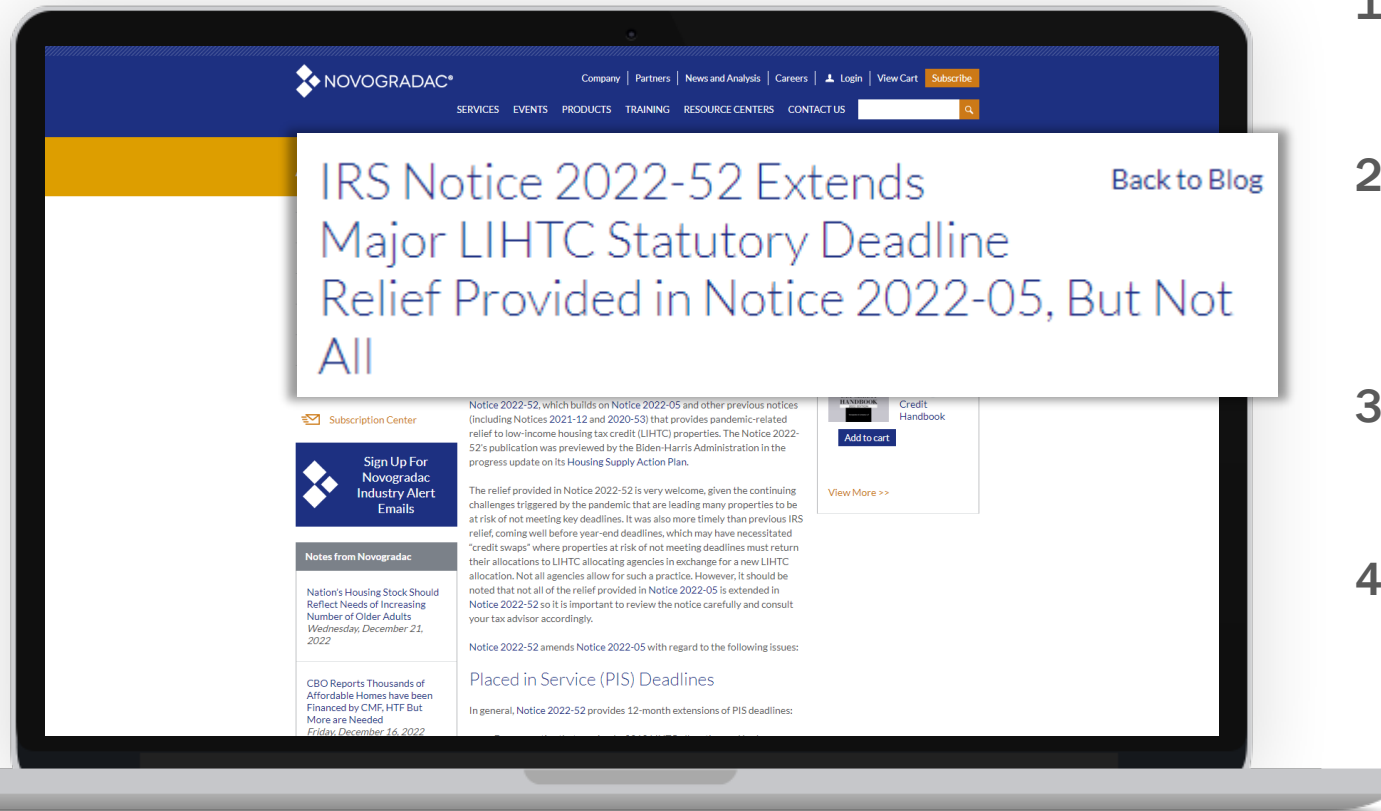 NOVOGRADAC®
Company | Partners | News and Analysis | Careers | Login | View Cart Subscribe
SERVICES EVENTS PRODUCTS TRAINING RESOURCE CENTERS CONTACT US
IRS Notice 2022-52 Extends
Major LIHTC Statutory Deadline
Relief Provided in Notice 2022-05, But Not
All
Back to Blog
Subscription Center
Sign Up For
Novogradac
Industry Alert
Emails
Notes from Novogradac
Nation's Housing Stock Should
Reflect Needs of Increasing
Number of Older Adults
Wednesday, December 21,
2022
CBO Reports Thousands of
Affordable Homes have been
Financed by CMF, HTF But
More are Needed
Friday, December 16, 2022
Notice 2022-52, which builds on Notice 2022-05 and other previous notices
(including Notices 2021-12 and 2020-53) that provides pandemic-related
relief to low-income housing tax credit (LIHTC) properties. The Notice 2022-
52's publication was previewed by the Biden-Harris Administration in the
progress update on its Housing Supply Action Plan.
The relief provided in Notice 2022-52 is very welcome, given the continuing
challenges triggered by the pandemic that are leading many properties to be
at risk of not meeting key deadlines. It was also more timely than previous IRS
relief, coming well before year-end deadlines, which may have necessitated
"credit swaps" where properties at risk of not meeting deadlines must return
their allocations to LIHTC allocating agencies in exchange for a new LIHTC
allocation. Not all agencies allow for such a practice. However, it should be
noted that not all of the relief provided in Notice 2022-05 is extended in
Notice 2022-52 so it is important to review the notice carefully and consult
your tax advisor accordingly.
Notice 2022-52 amends Notice 2022-05 with regard to the following issues:
Placed in Service (PIS) Deadlines
In general, Notice 2022-52 provides 12-month extensions of PIS deadlines:
HANDBOOK
Credit
Handbook
Add to cart
View More >>
1
2
3
4